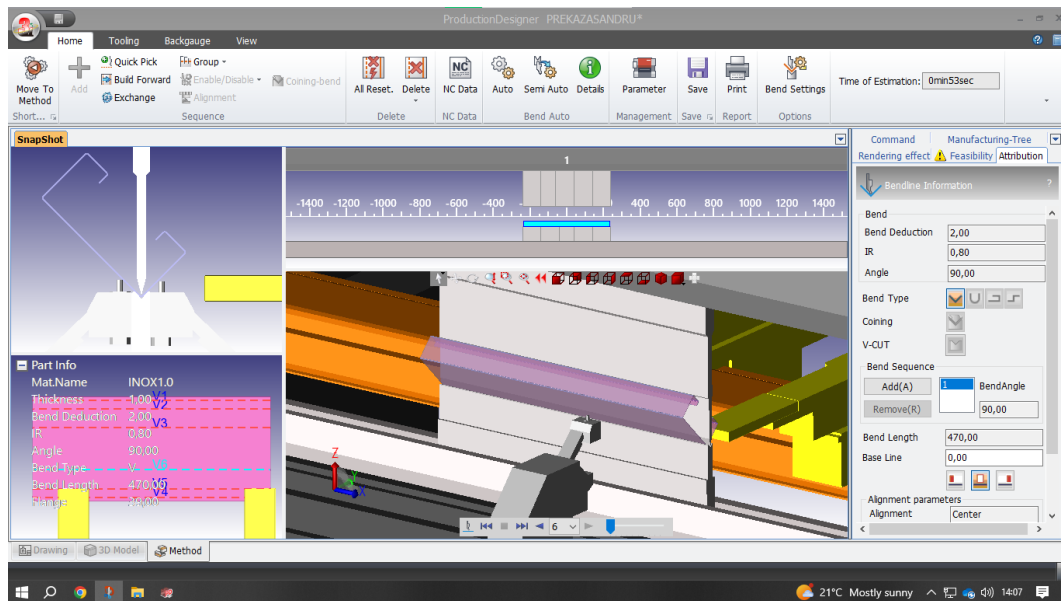 ProductionDesigner PREKAZASANDRU*
Home Tooling Backgauge View
Move To Method
Add
Quick Pick
Build Forward
Exchange
Group
Enable/Disable
Alignment
Coining-bend
All Reset.
Delete
NC
NC Data
Auto
Semi Auto
Details
Parameter
Save
Print
Bend Settings
Time of Estimation: 0min53sec
Short...
Sequence
Delete
NC Data
Bend Auto
Management
Save
Report
Options
SnapShot
1
-1400 -1200 -1000 -800 -600 -400 400 600 800 1000 1200 1400
Part Info
Mat.Name INOX1.0
Thickness 1,00
V1
V2
Bend Deduction 2,00
V3
IR 0,80
Angle 90,00
Bend Type V
Bend Length 470,00
V4
Z
X
6
Command Manufacturing-Tree
Rendering effect Feasibility Attribution
Bendline Information ?
Bend
Bend Deduction 2,00
IR 0,80
Angle 90,00
Bend Type
Coining
V-CUT
Bend Sequence
Add(A) 1 BendAngle
Remove(R) 90,00
Bend Length 470,00
Base Line 0,00
Alignment parameters
Alignment Center
Drawing 3D Model Method
21°C Mostly sunny 14:07